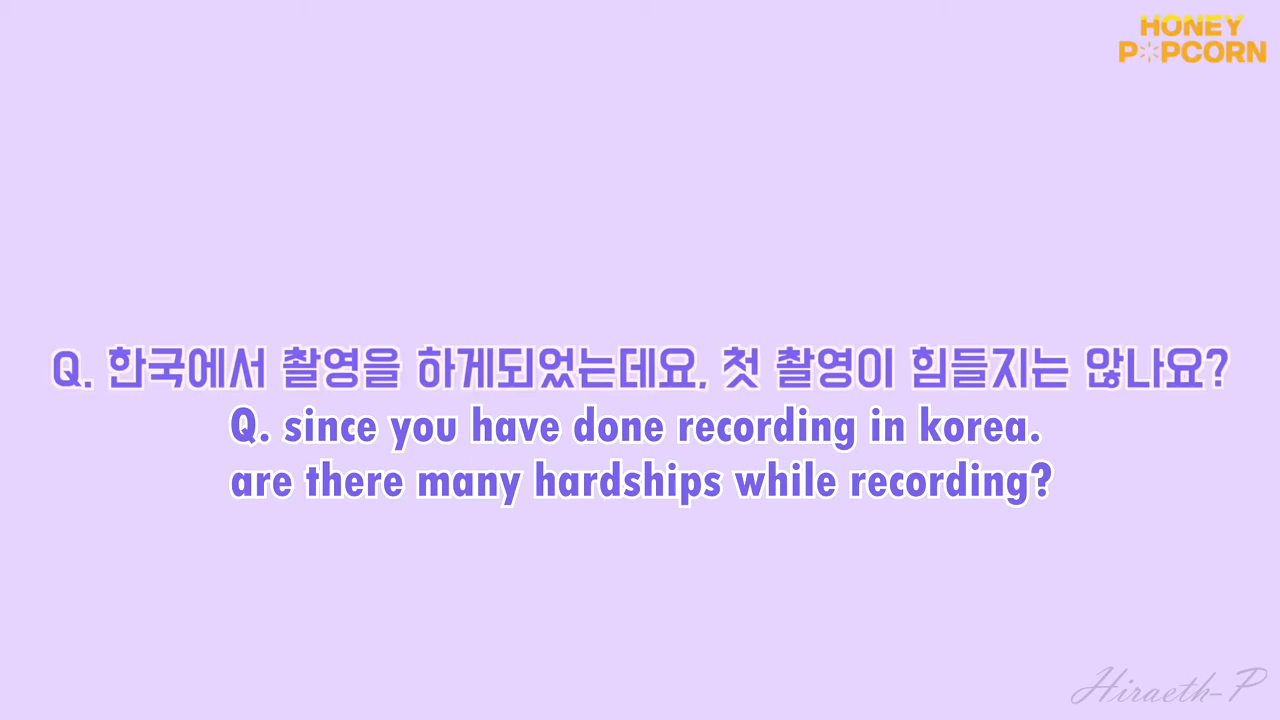 HONEY
POPCORN
Q. 한국에서 촬영을 하게되었는데요, 첫 촬영이 힘들지는 않나요?
Q. since you have done recording in korea.
are there many hardships while recording?
Hiraeth-P